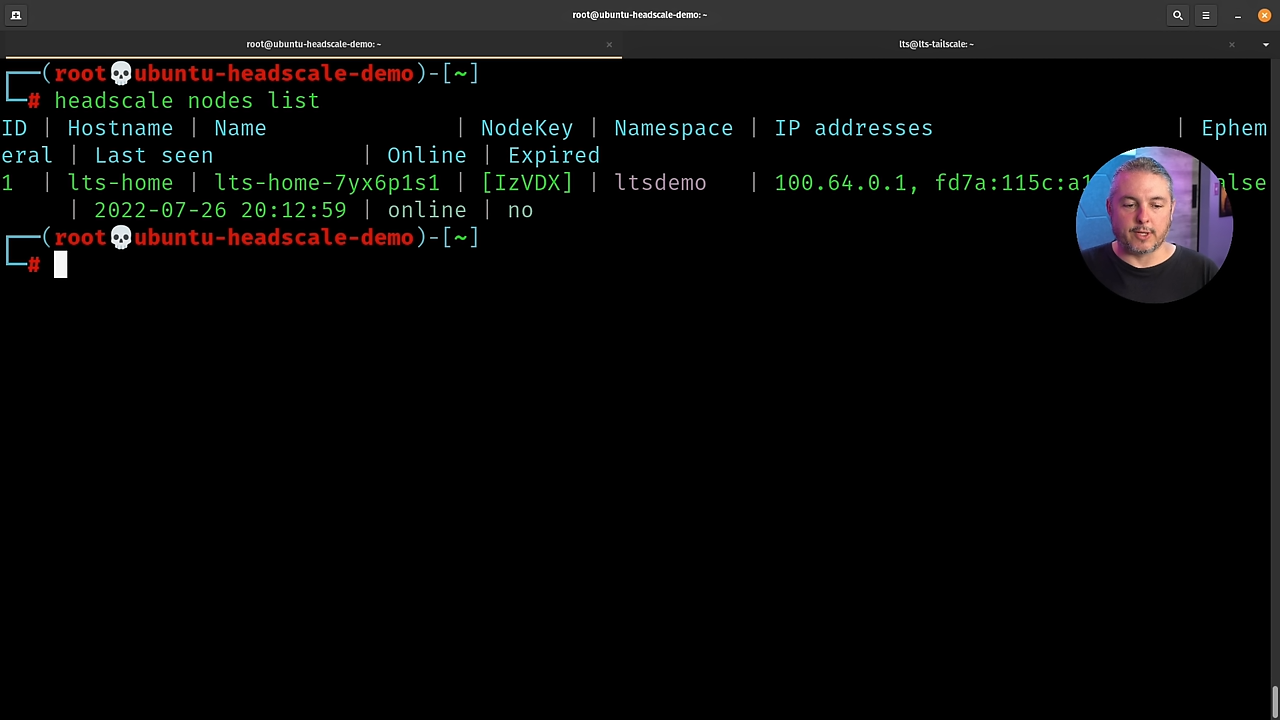 root@ubuntu-headscale-demo: ~
root@ubuntu-headscale-demo: ~
lts@lts-tailscale: ~
(root💀ubuntu-headscale-demo)-[~]
# headscale nodes list
ID | Hostname | Name | NodeKey | Namespace | IP addresses | Ephem
eral | Last seen | Online | Expired
1 | lts-home | lts-home-7yx6p1s1 | [IzVDX] | ltsdemo | 100.64.0.1, fd7a:115c:a1 alse
| 2022-07-26 20:12:59 | online | no
(root💀ubuntu-headscale-demo)-[~]
#